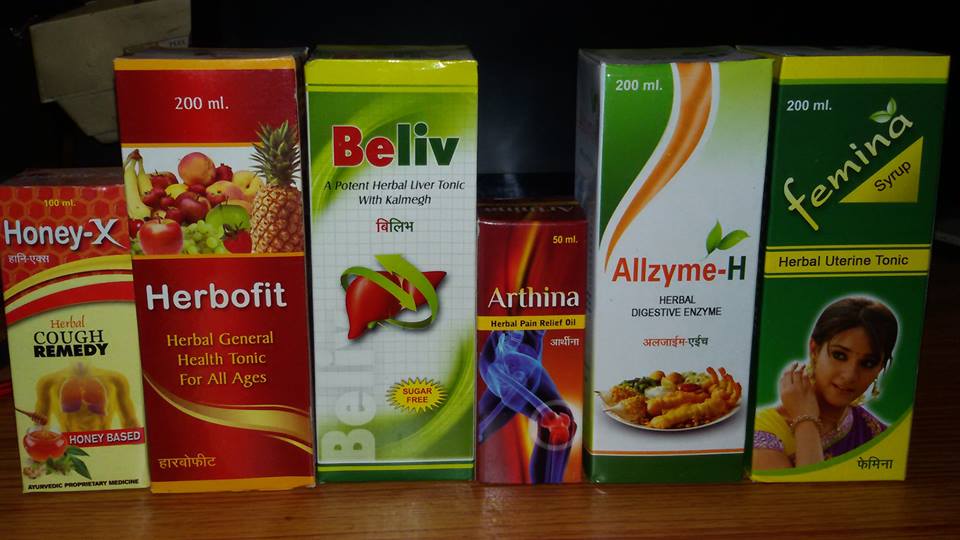 100 ml.
Honey-X
हानि-एक्स
Herbal
COUGH
REMEDY
HONEY BASED
AYURVEDIC PROPRIETARY MEDICINE
200 ml.
Herbofit
Herbal General
Health Tonic
For All Ages
हारबोफीट
Beliv
A Potent Herbal Liver Tonic
With Kalmegh
बिलिभ
SUGAR
FREE
Beliv
Arthina
50 ml.
Arthina
Herbal Pain Relief Oil
आर्थीना
200 ml.
Allzyme-H
HERBAL
DIGESTIVE ENZYME
अलजाईम-एईच
200 ml.
femina
Syrup
Herbal Uterine Tonic
फेमिना